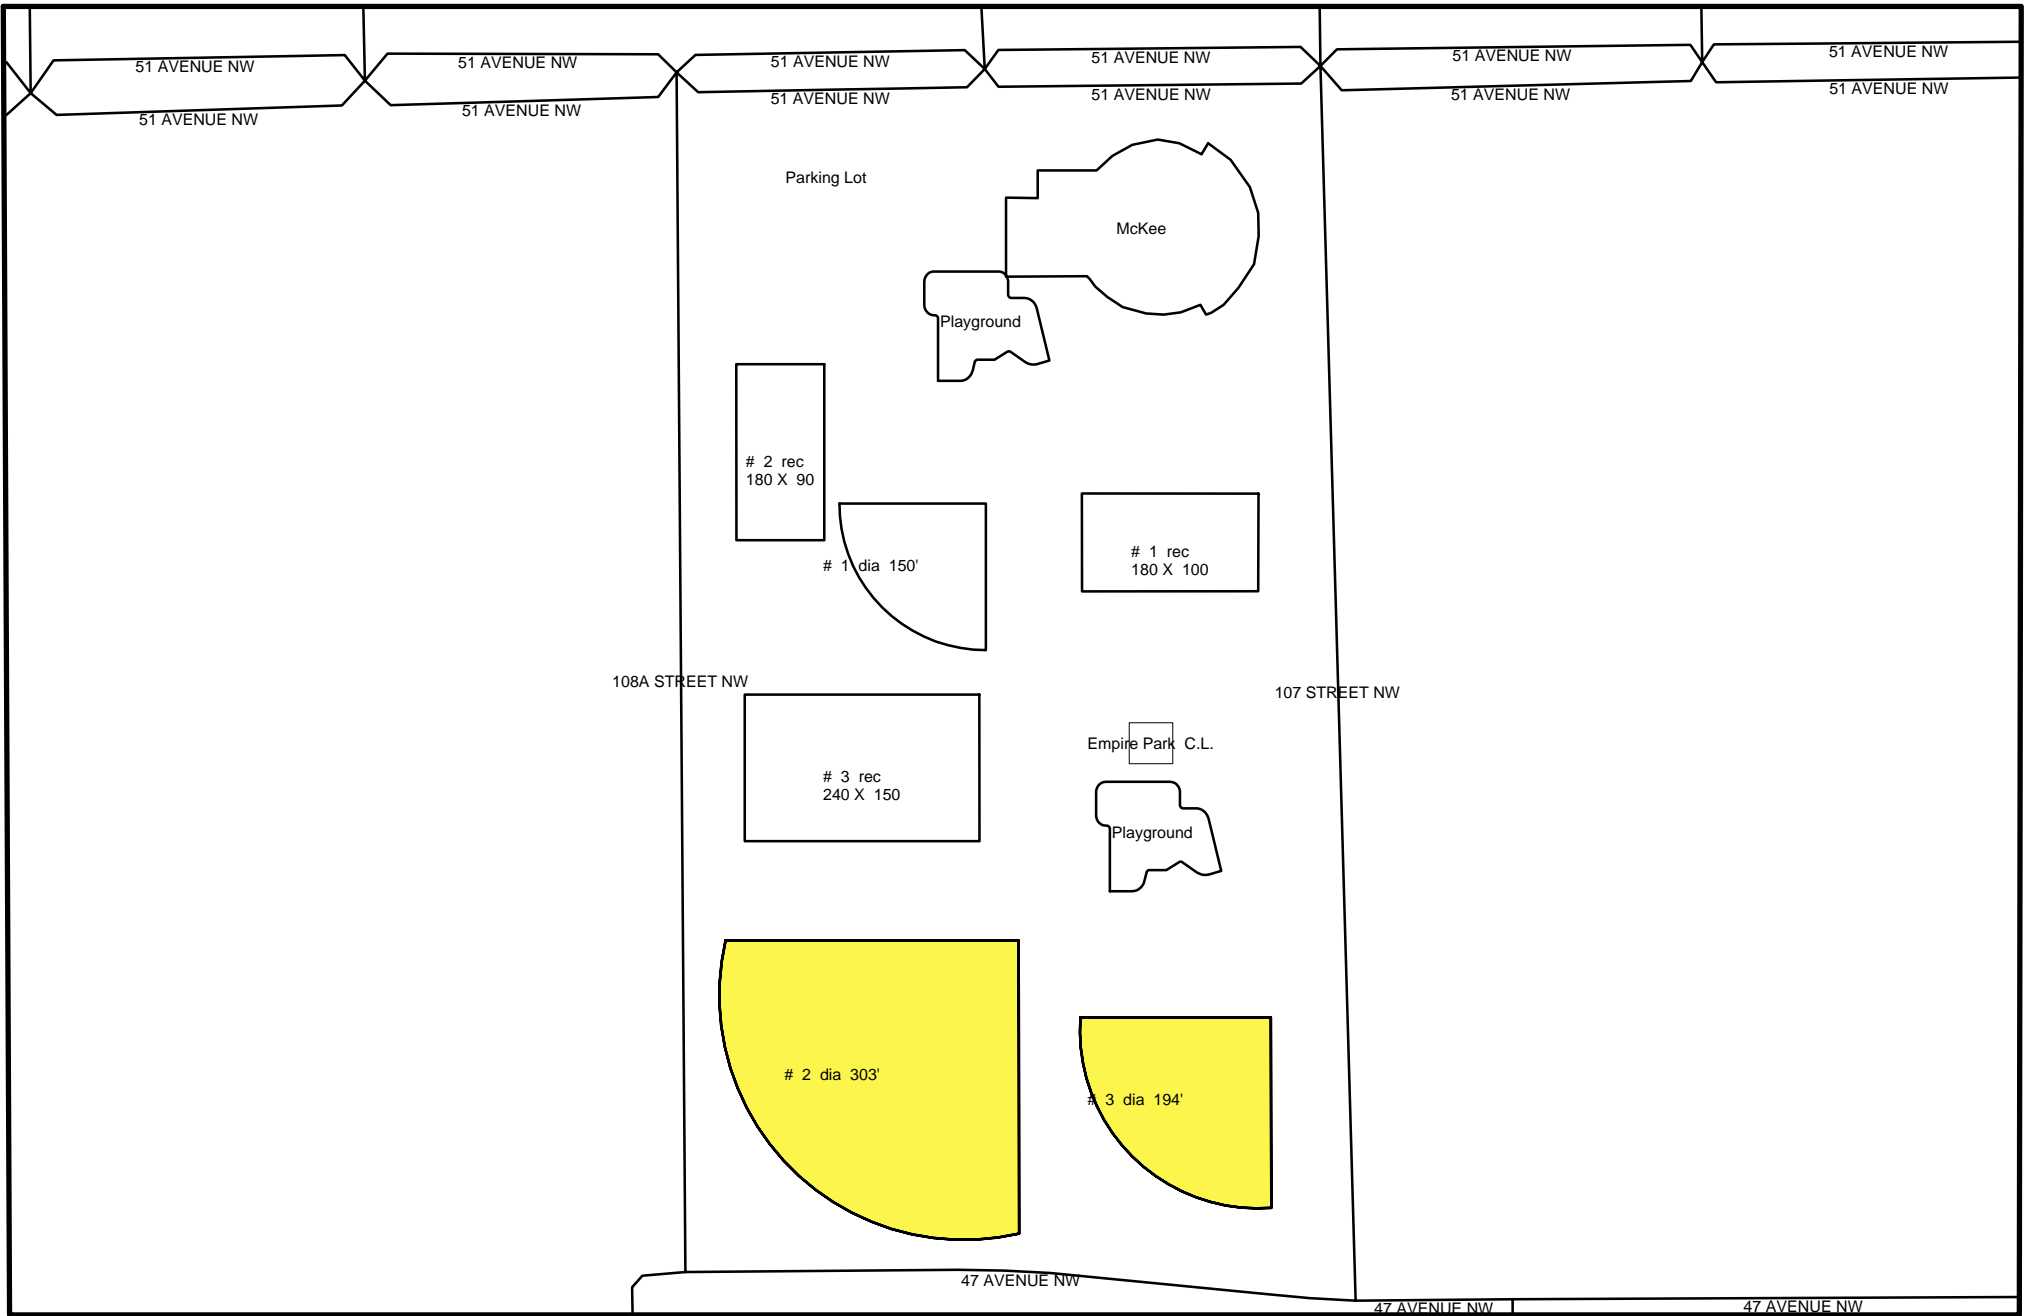 51 AVENUE NW
51 AVENUE NW
51 AVENUE NW
51 AVENUE NW
51 AVENUE NW
51 AVENUE NW
51 AVENUE NW
51 AVENUE NW
51 AVENUE NW
51 AVENUE NW
51 AVENUE NW
51 AVENUE NW
Parking Lot
McKee
Playground
# 2 rec
180 X 90
# 1 dia 150'
# 1 rec
180 X 100
108A STREET NW
107 STREET NW
Empire Park C.L.
# 3 rec
240 X 150
Playground
# 2 dia 303'
# 3 dia 194'
47 AVENUE NW
47 AVENUE NW
47 AVENUE NW